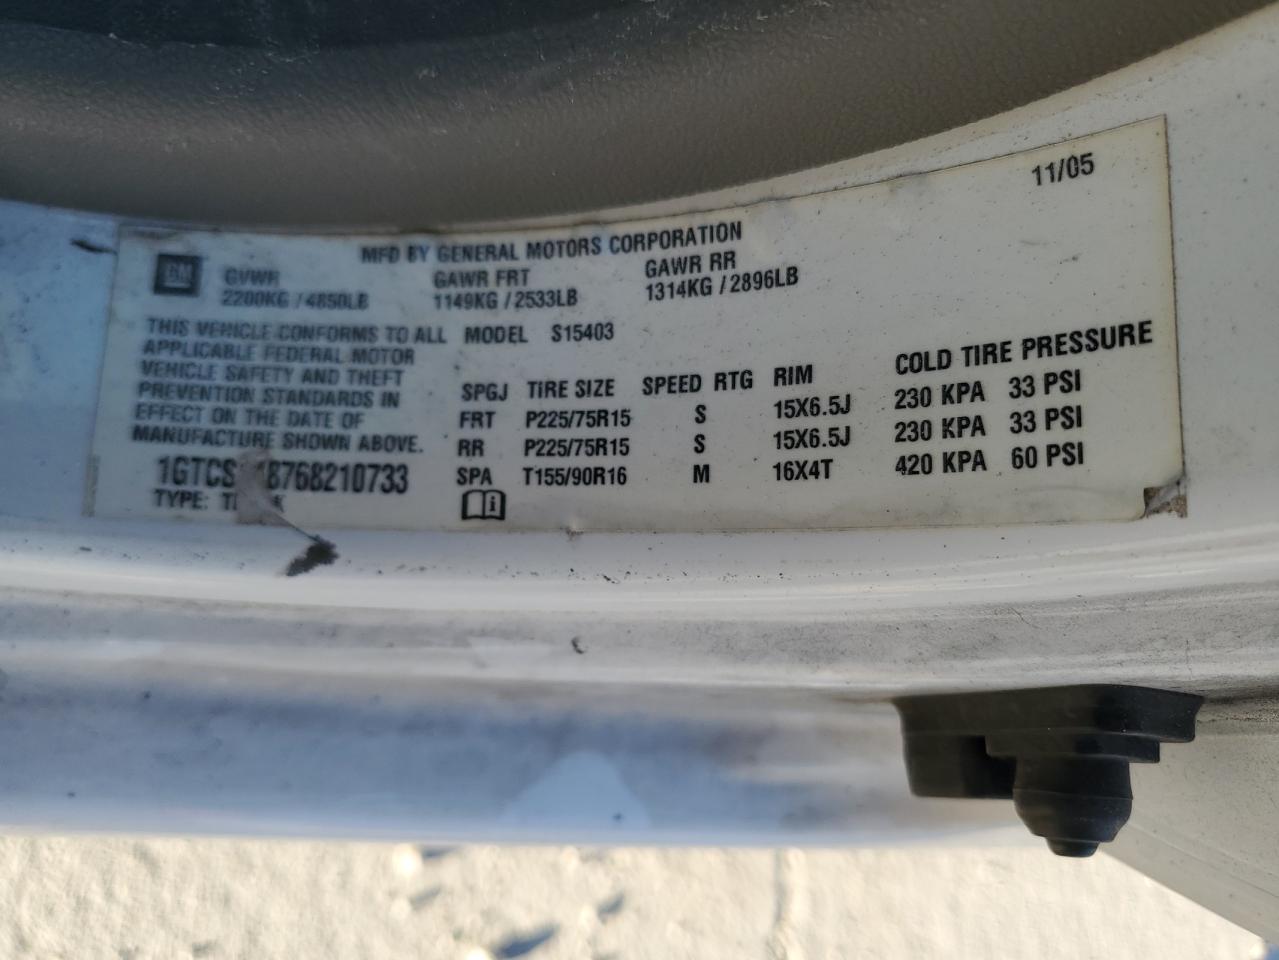 11/05
MFD BY GENERAL MOTORS CORPORATION
GM GVWR GAWR FRT GAWR RR
2200KG / 4850LB 1149KG / 2533LB 1314KG / 2896LB
THIS VEHICLE CONFORMS TO ALL MODEL S15403
APPLICABLE FEDERAL MOTOR
VEHICLE SAFETY AND THEFT
PREVENTION STANDARDS IN
EFFECT ON THE DATE OF
MANUFACTURE SHOWN ABOVE.
1GTCS B768210733
TYPE:
COLD TIRE PRESSURE
SPGJ TIRE SIZE SPEED RTG RIM
FRT P225/75R15 S 15X6.5J 230 KPA 33 PSI
RR P225/75R15 S 15X6.5J 230 KPA 33 PSI
SPA T155/90R16 M 16X4T 420 KPA 60 PSI
i